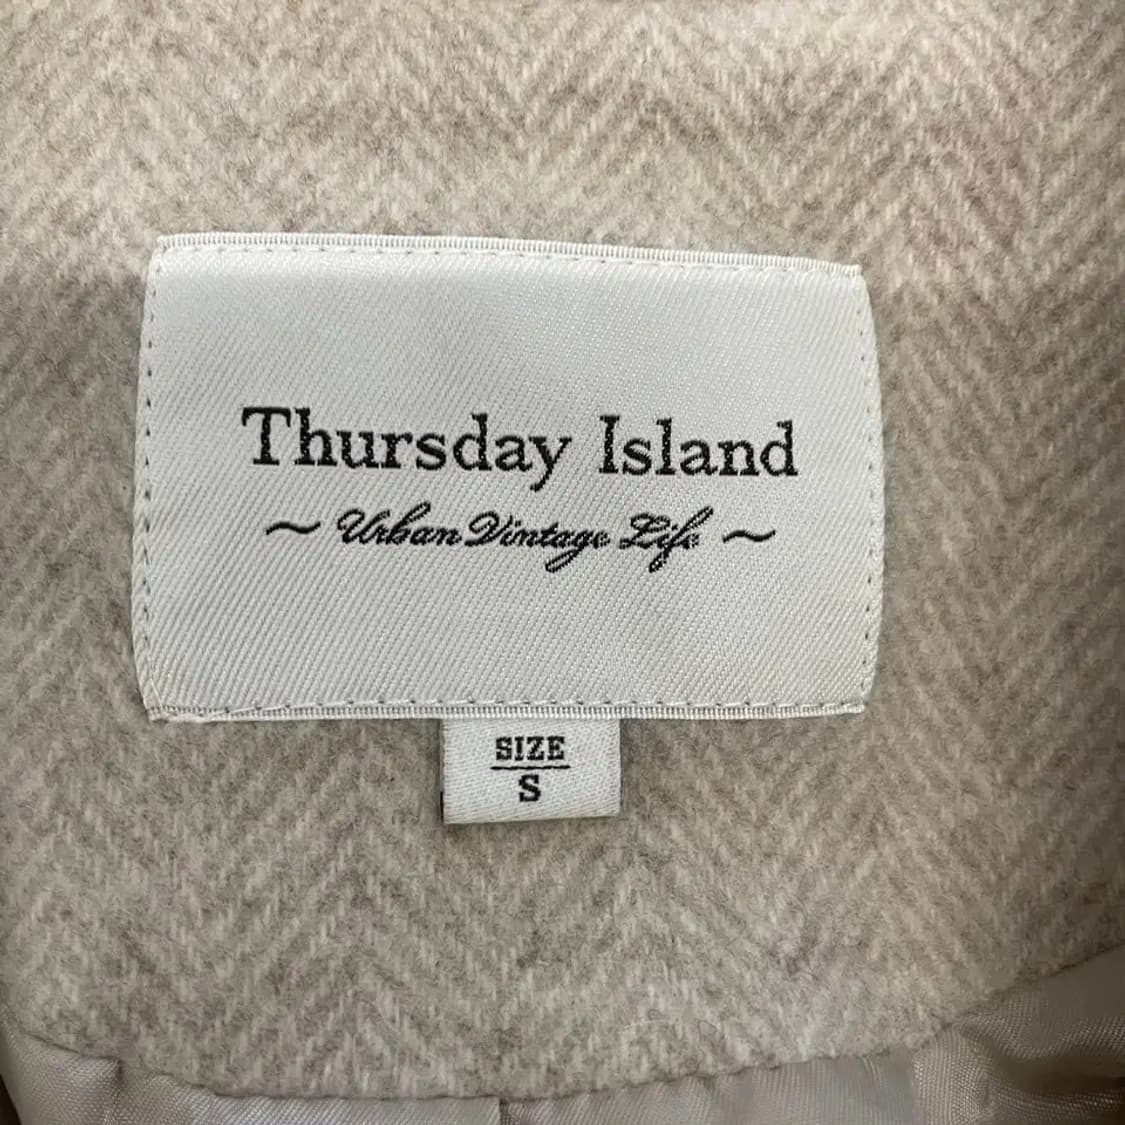 Thursday Island
~ Urban Vintage Life ~
SIZE
S